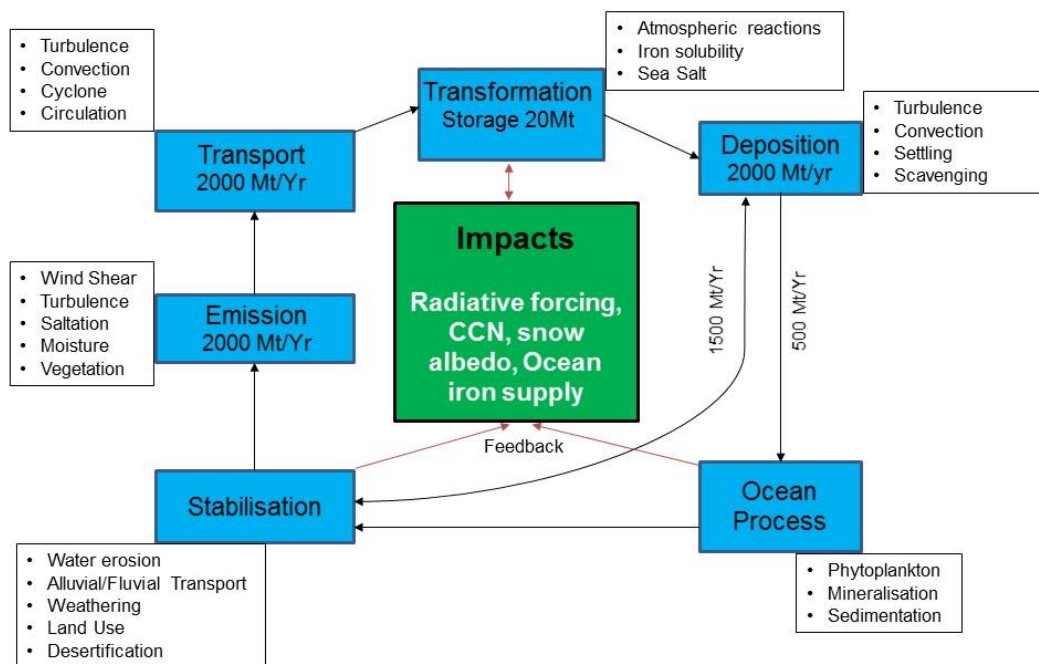 • Turbulence
• Convection
• Cyclone
• Circulation
• Atmospheric reactions
• Iron solubility
• Sea Salt
Transformation
Storage 20Mt
• Turbulence
• Convection
• Settling
• Scavenging
Deposition
2000 Mt/yr
Transport
2000 Mt/Yr
Impacts
Radiative forcing,
CCN, snow
albedo, Ocean
iron supply
• Wind Shear
• Turbulence
• Saltation
• Moisture
• Vegetation
Emission
2000 Mt/Yr
1500 Mt/Yr
500 Mt/Yr
Feedback
Stabilisation
Ocean
Process
• Water erosion
• Alluvial/Fluvial Transport
• Weathering
• Land Use
• Desertification
• Phytoplankton
• Mineralisation
• Sedimentation